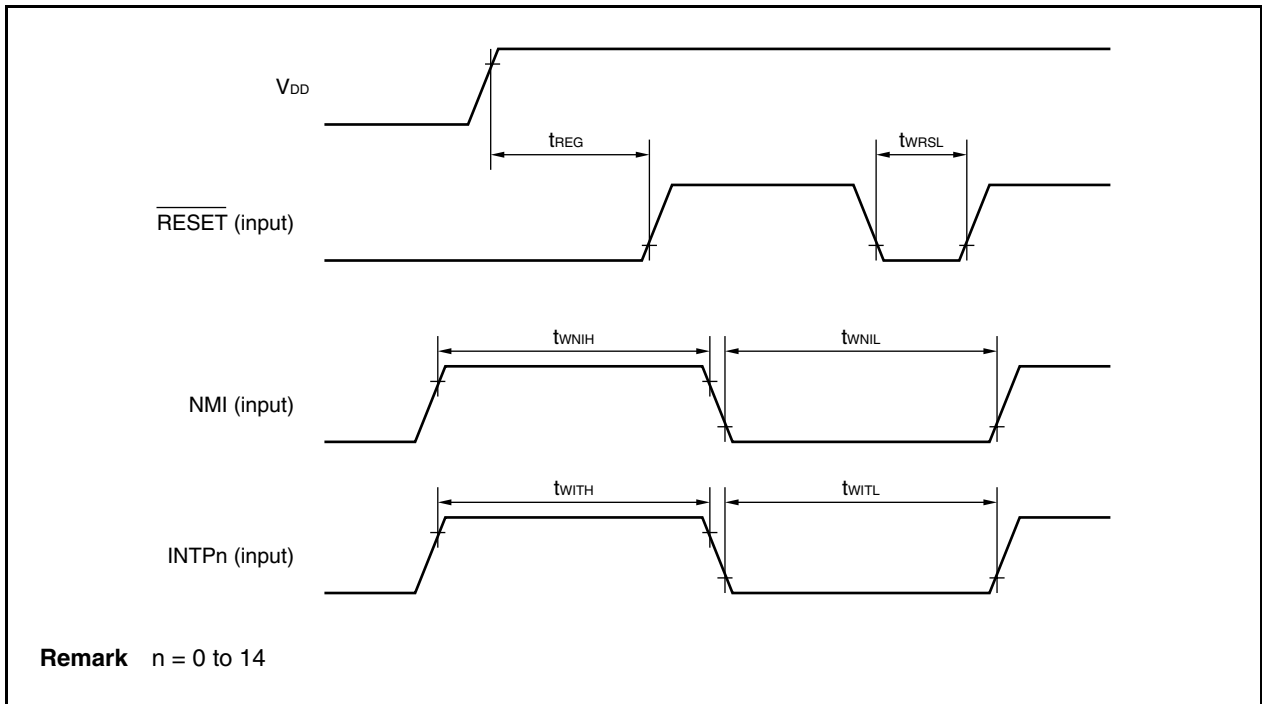 VDD
tREG
tWRSL
RESET (input)
tWNIH
tWNIL
NMI (input)
tWITH
tWITL
INTPn (input)
Remark n = 0 to 14